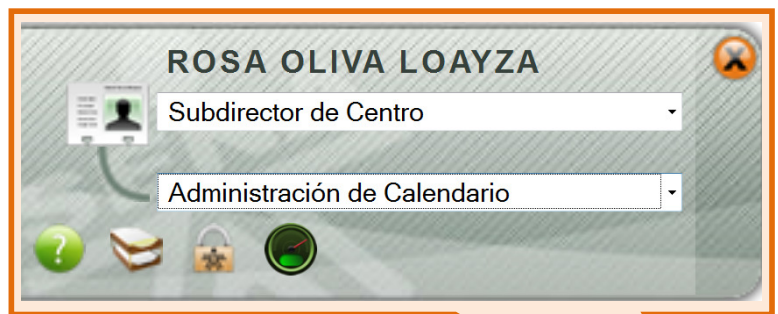 ROSA OLIVA LOAYZA
Subdirector de Centro
Administración de Calendario
?